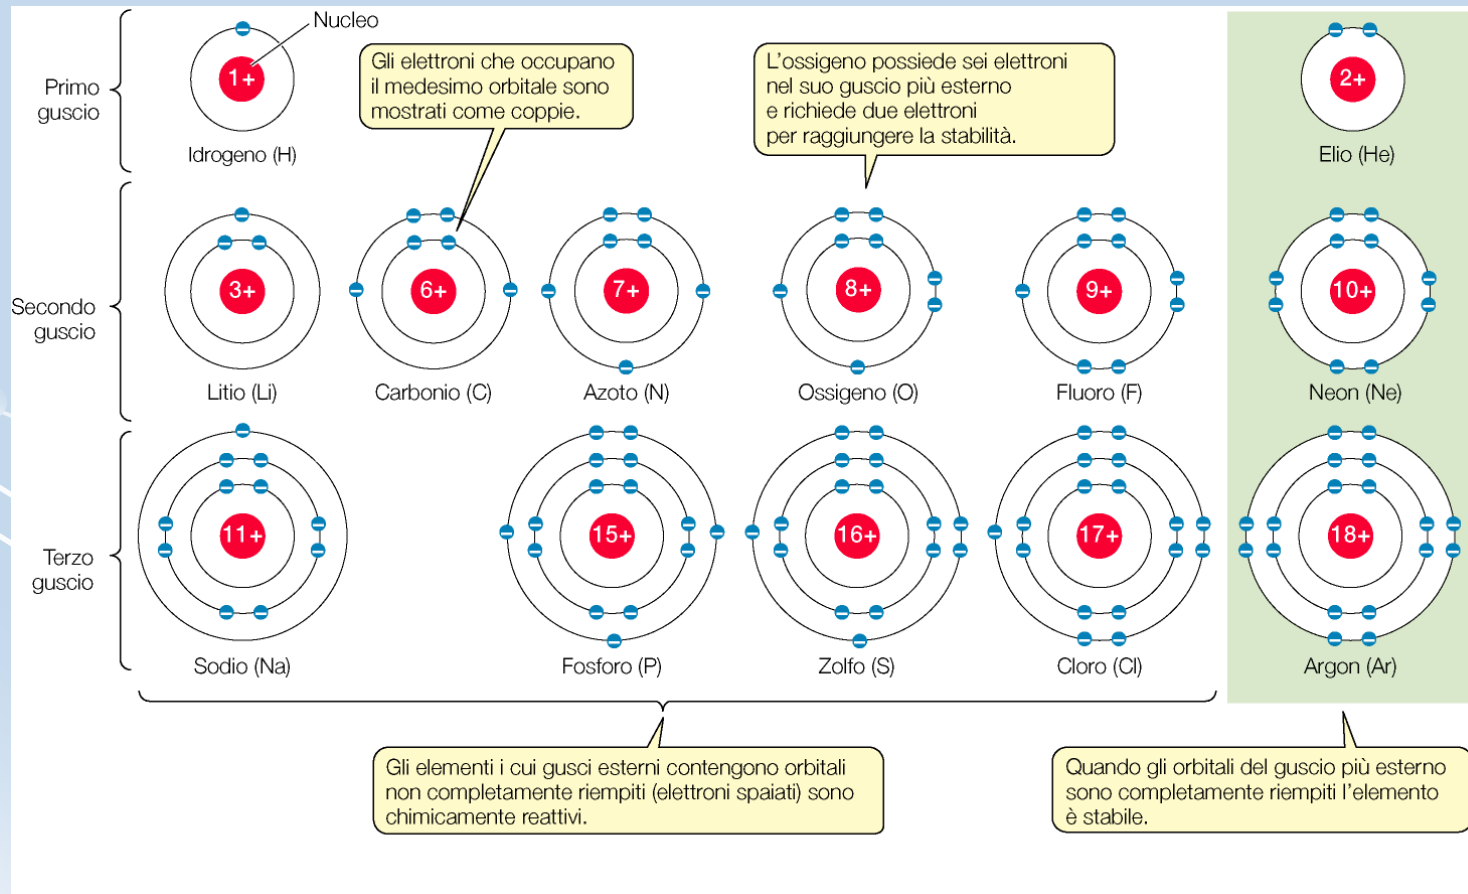 Nucleo
Primo
guscio
1+
Idrogeno (H)
Gli elettroni che occupano
il medesimo orbitale sono
mostrati come coppie.
L'ossigeno possiede sei elettroni
nel suo guscio più esterno
e richiede due elettroni
per raggiungere la stabilità.
2+
Elio (He)
Secondo
guscio
3+
Litio (Li)
6+
Carbonio (C)
7+
Azoto (N)
8+
Ossigeno (O)
9+
Fluoro (F)
10+
Neon (Ne)
Terzo
guscio
11+
Sodio (Na)
15+
Fosforo (P)
16+
Zolfo (S)
17+
Cloro (Cl)
18+
Argon (Ar)
Gli elementi i cui gusci esterni contengono orbitali
non completamente riempiti (elettroni spaiati) sono
chimicamente reattivi.
Quando gli orbitali del guscio più esterno
sono completamente riempiti l'elemento
è stabile.